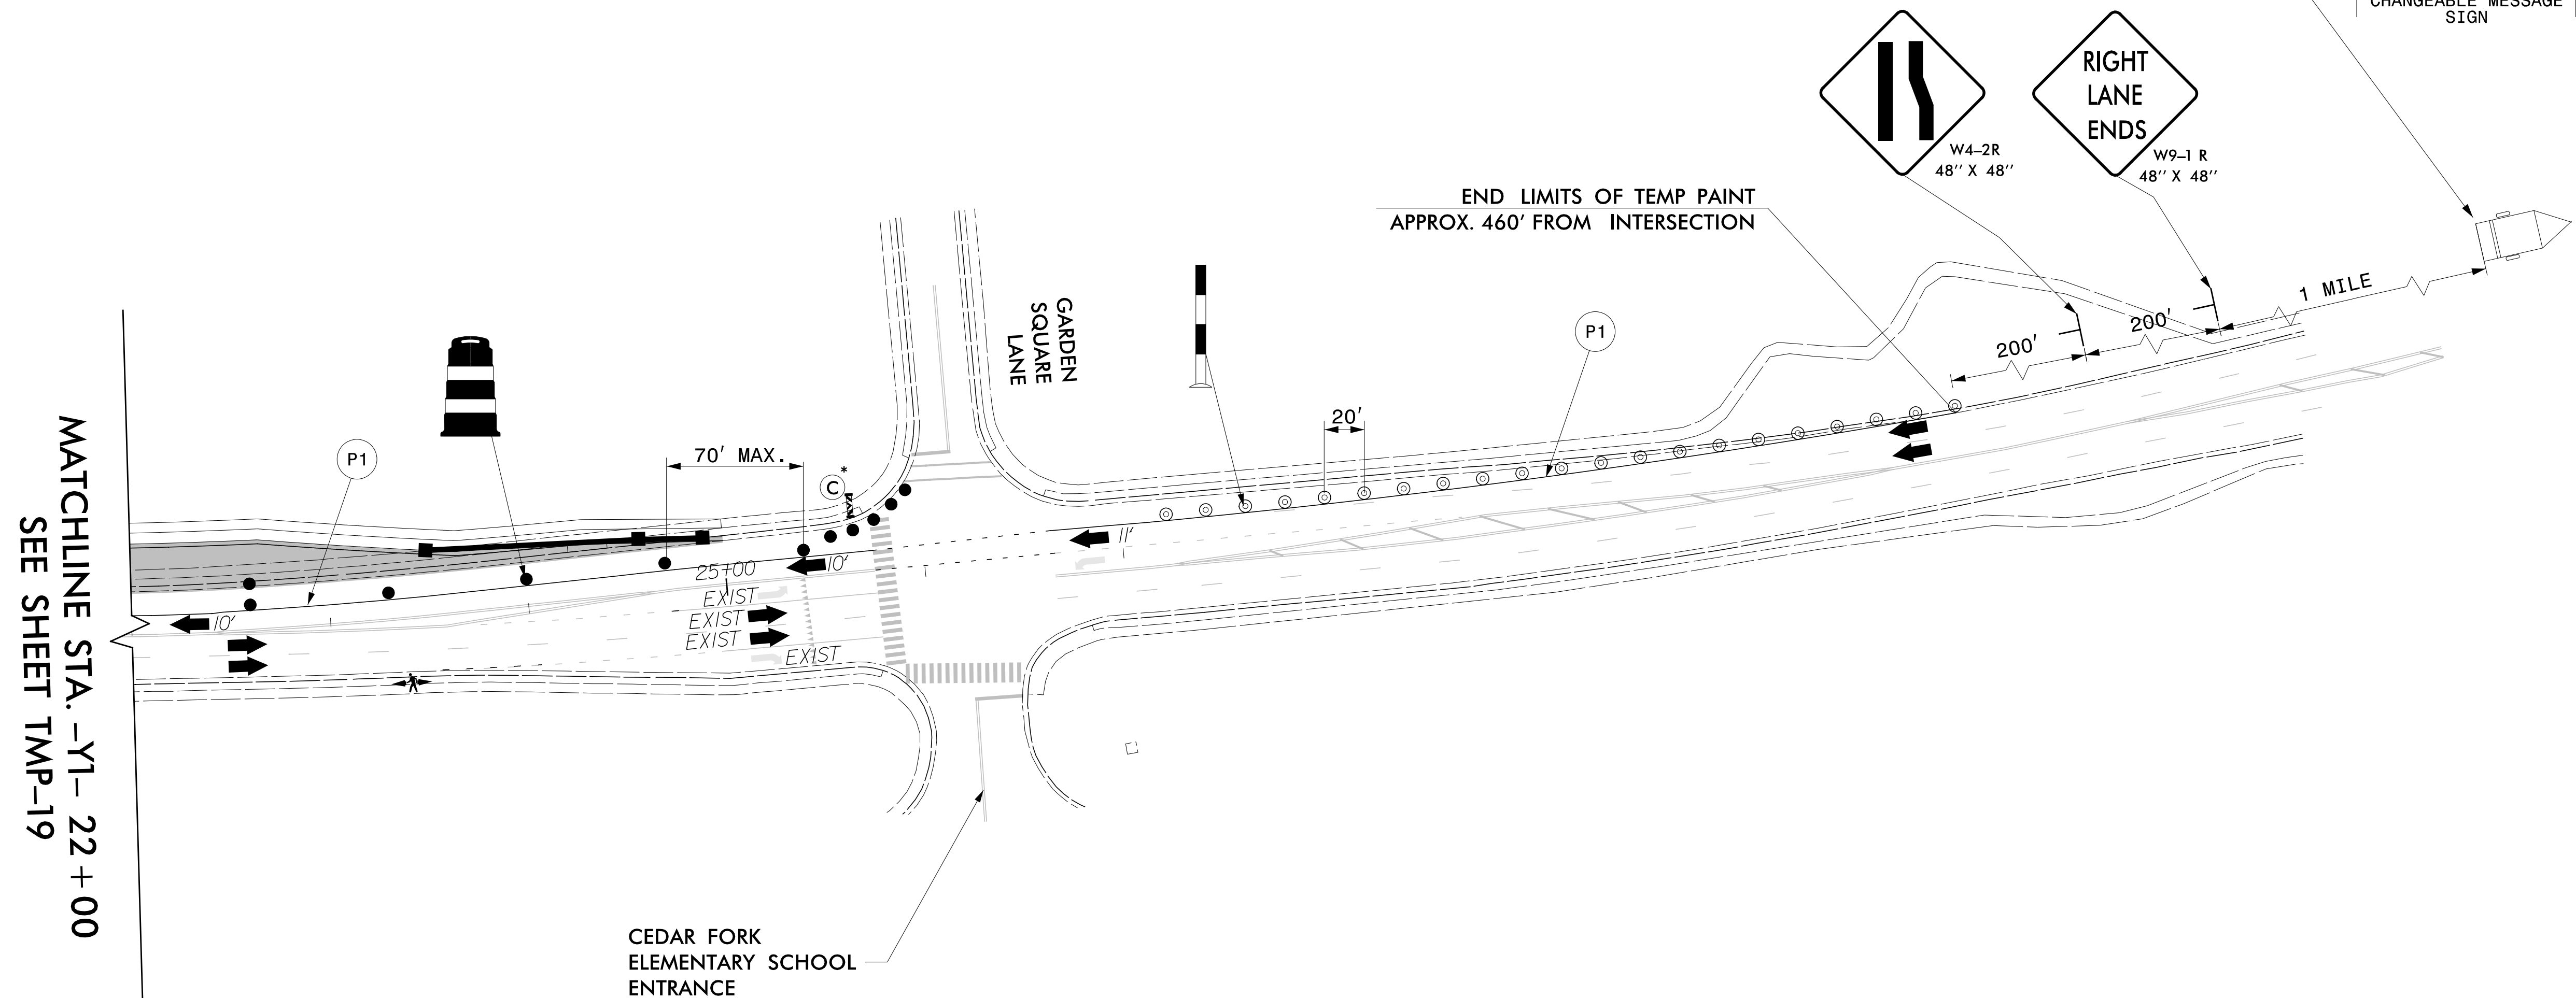 CHANGEABLE MESSAGE
SIGN
RIGHT
LANE
ENDS
W4-2R
48'' X 48''
W9-1 R
48'' X 48''
END LIMITS OF TEMP PAINT
APPROX. 460' FROM INTERSECTION
1 MILE
200'
200'
GARDEN
SQUARE
LANE
P1
20'
P1
70' MAX.
C *
25+00
10'
11'
EXIST
EXIST
EXIST
EXIST
10'
MATCHLINE STA. -Y1- 22+00
SEE SHEET TMP-19
CEDAR FORK
ELEMENTARY SCHOOL
ENTRANCE